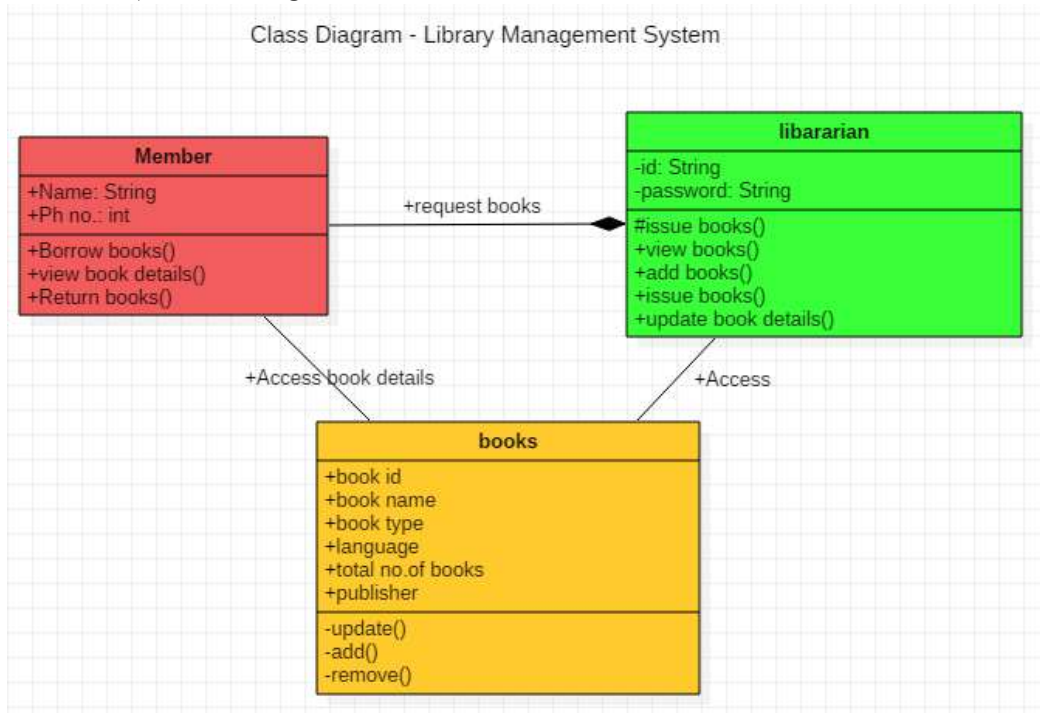 Class Diagram - Library Management System
Member
+Name: String
+Ph no.: int
+Borrow books()
+view book details()
+Return books()
+request books
libararian
-id: String
-password: String
#issue books()
+view books()
+add books()
+issue books()
+update book details()
+Access book details
+Access
books
+book id
+book name
+book type
+language
+total no.of books
+publisher
-update()
-add()
-remove()